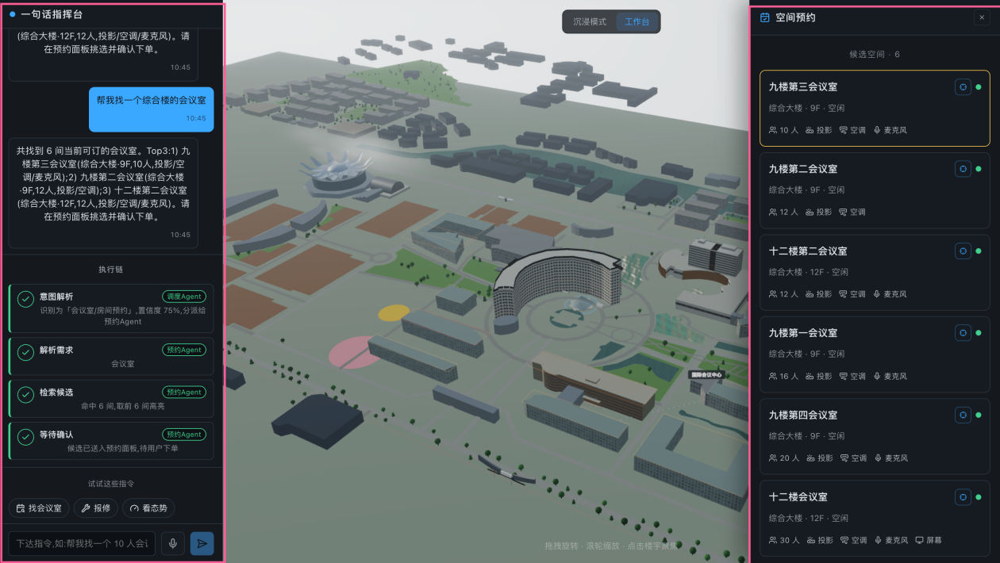 一句话指挥台
(综合大楼·12F,12人,投影/空调/麦克风)。请
在预约面板挑选并确认下单。
10:45
帮我找一个综合楼的会议室
10:45
共找到 6 间当前可订的会议室。Top3:1) 九
楼第三会议室(综合大楼·9F,10人,投影/空
调/麦克风);2) 九楼第二会议室(综合大楼
·9F,12人,投影/空调);3) 十二楼第二会议室
(综合大楼·12F,12人,投影/空调/麦克风)。请
在预约面板挑选并确认下单。
10:45
执行链
意图解析
调度Agent
识别为「会议室/房间预约」,置信度 75%,分派给
预约Agent
解析需求
预约Agent
会议室
检索候选
预约Agent
命中 6 间,取前 6 间高亮
等待确认
预约Agent
候选已送入预约面板,待用户下单
试试这些指令
找会议室
报修
看态势
下达指令,如:帮我找一个 10 人会议
沉浸模式
工作台
国际会议中心
拖拽旋转 · 滚轮缩放 · 点击楼宇聚焦
空间预约
候选空间 · 6
九楼第三会议室
综合大楼 · 9F · 空闲
10 人 投影 空调 麦克风
九楼第二会议室
综合大楼 · 9F · 空闲
12 人 投影 空调
十二楼第二会议室
综合大楼 · 12F · 空闲
12 人 投影 空调 麦克风
九楼第一会议室
综合大楼 · 9F · 空闲
16 人 投影 空调 麦克风
九楼第四会议室
综合大楼 · 9F · 空闲
20 人 投影 空调 麦克风
十二楼会议室
综合大楼 · 12F · 空闲
30 人 投影 空调 麦克风 屏幕